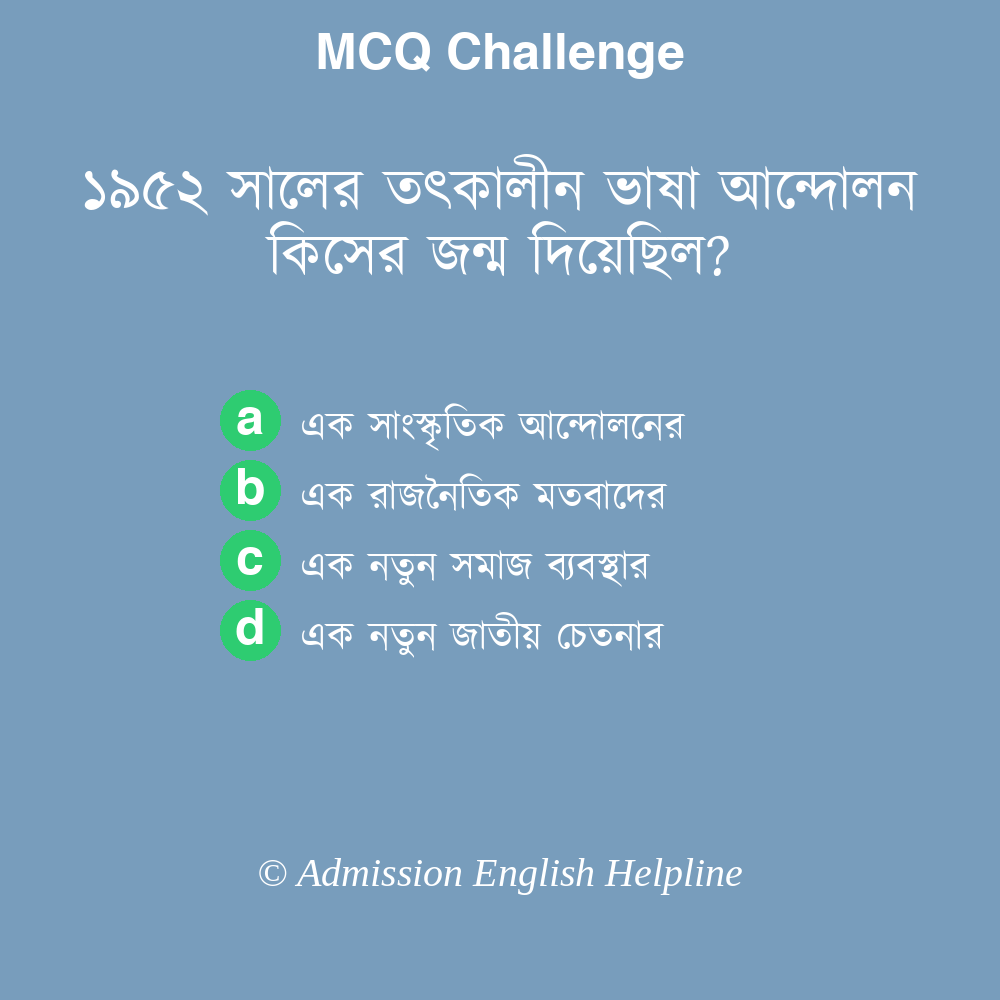 MCQ Challenge
১৯৫২ সালের তৎকালীন ভাষা আন্দোলন
কিসের জন্ম দিয়েছিল?
a এক সাংস্কৃতিক আন্দোলনের
b এক রাজনৈতিক মতবাদের
c এক নতুন সমাজ ব্যবস্থার
d এক নতুন জাতীয় চেতনার
© Admission English Helpline